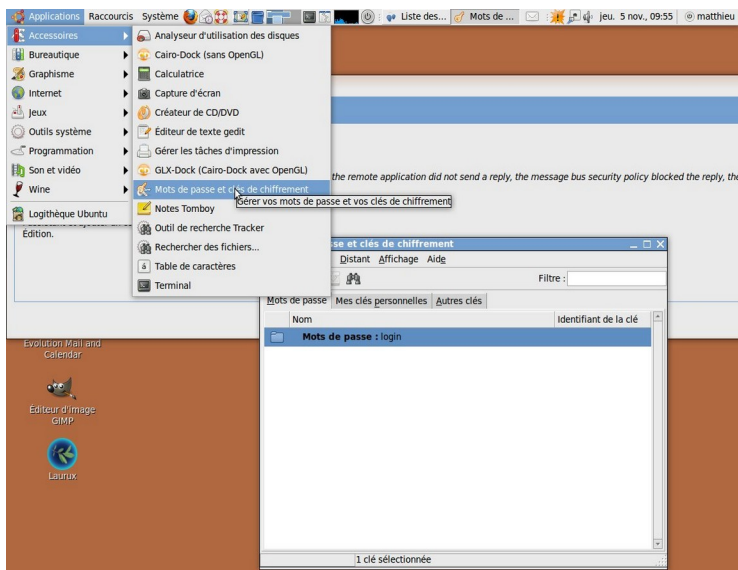 Applications Raccourcis Système Liste des... Mots de ... jeu. 5 nov., 09:55 matthieu
Accessoires
Bureautique
Graphisme
Internet
Jeux
Outils système
Programmation
Son et vidéo
Wine
Logithèque Ubuntu
Analyseur d'utilisation des disques
Cairo-Dock (sans OpenGL)
Calculatrice
Capture d'écran
Créateur de CD/DVD
Éditeur de texte gedit
Gérer les tâches d'impression
GLX-Dock (Cairo-Dock avec OpenGL)
Mots de passe et clés de chiffrement
Gérer vos mots de passe et vos clés de chiffrement
Notes Tomboy
Outil de recherche Tracker
Rechercher des fichiers...
Table de caractères
Terminal
the remote application did not send a reply, the message bus security policy blocked the reply, the
Édition.
sse et clés de chiffrement
Distant Affichage Aide
Filtre :
Mots de passe Mes clés personnelles Autres clés
Nom Identifiant de la clé
Mots de passe : login
1 clé sélectionnée
Evolution Mail and
Calendar
Éditeur d'image
GIMP
Laurux